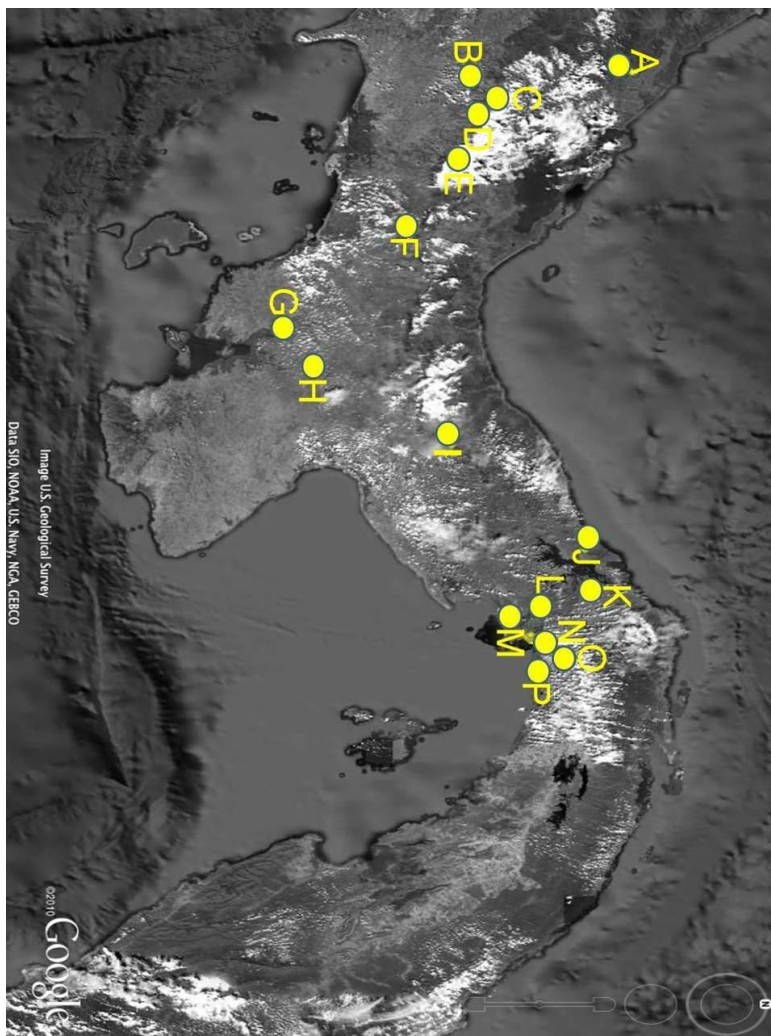 A
B
C
D
E
F
G
H
I
J
K
L
M
N
O
P
Image U.S. Geological Survey
Data SIO, NOAA, U.S. Navy, NGA, GEBCO
©2010 Google
N